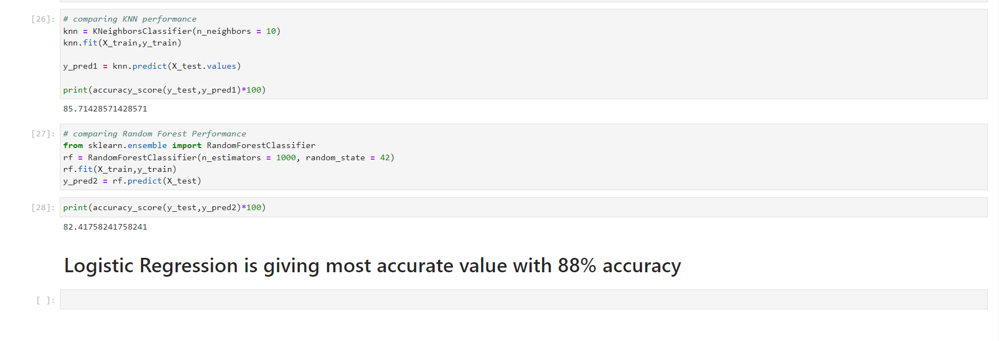 [26]: # comparing KNN performance
knn = KNeighborsClassifier(n_neighbors = 10)
knn.fit(X_train,y_train)
y_pred1 = knn.predict(X_test.values)
print(accuracy_score(y_test,y_pred1)*100)
85.71428571428571
[27]: # comparing Random Forest Performance
from sklearn.ensemble import RandomForestClassifier
rf = RandomForestClassifier(n_estimators = 1000, random_state = 42)
rf.fit(X_train,y_train)
y_pred2 = rf.predict(X_test)
[28]: print(accuracy_score(y_test,y_pred2)*100)
82.41758241758241
Logistic Regression is giving most accurate value with 88% accuracy
[ ]: